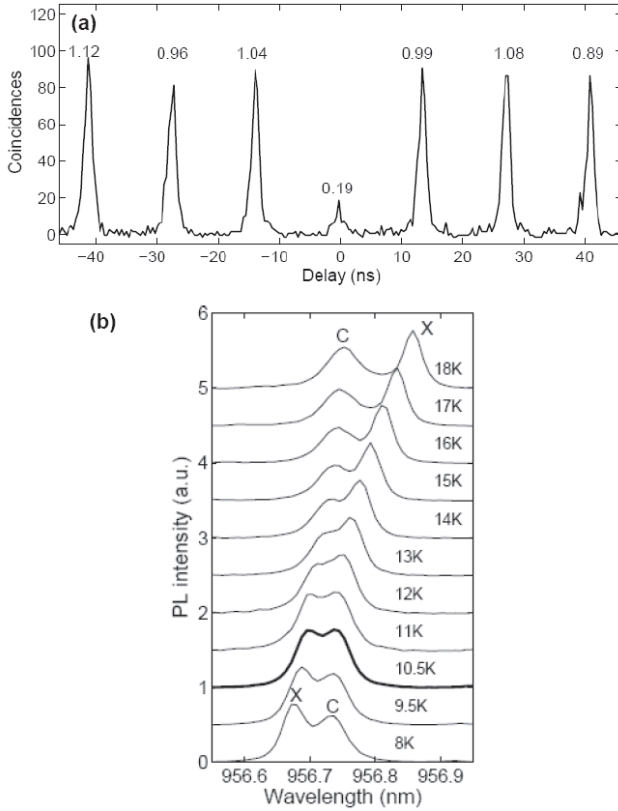 (a)
120
100
80
60
40
20
0
Coincidences
1.12 0.96 1.04 0.19 0.99 1.08 0.89
−40 −30 −20 −10 0 10 20 30 40
Delay (ns)
(b)
6
5
4
3
2
1
0
PL intensity (a.u.)
C X
18K
17K
16K
15K
14K
13K
12K
11K
10.5K
9.5K
X C
8K
956.6 956.7 956.8 956.9
Wavelength (nm)